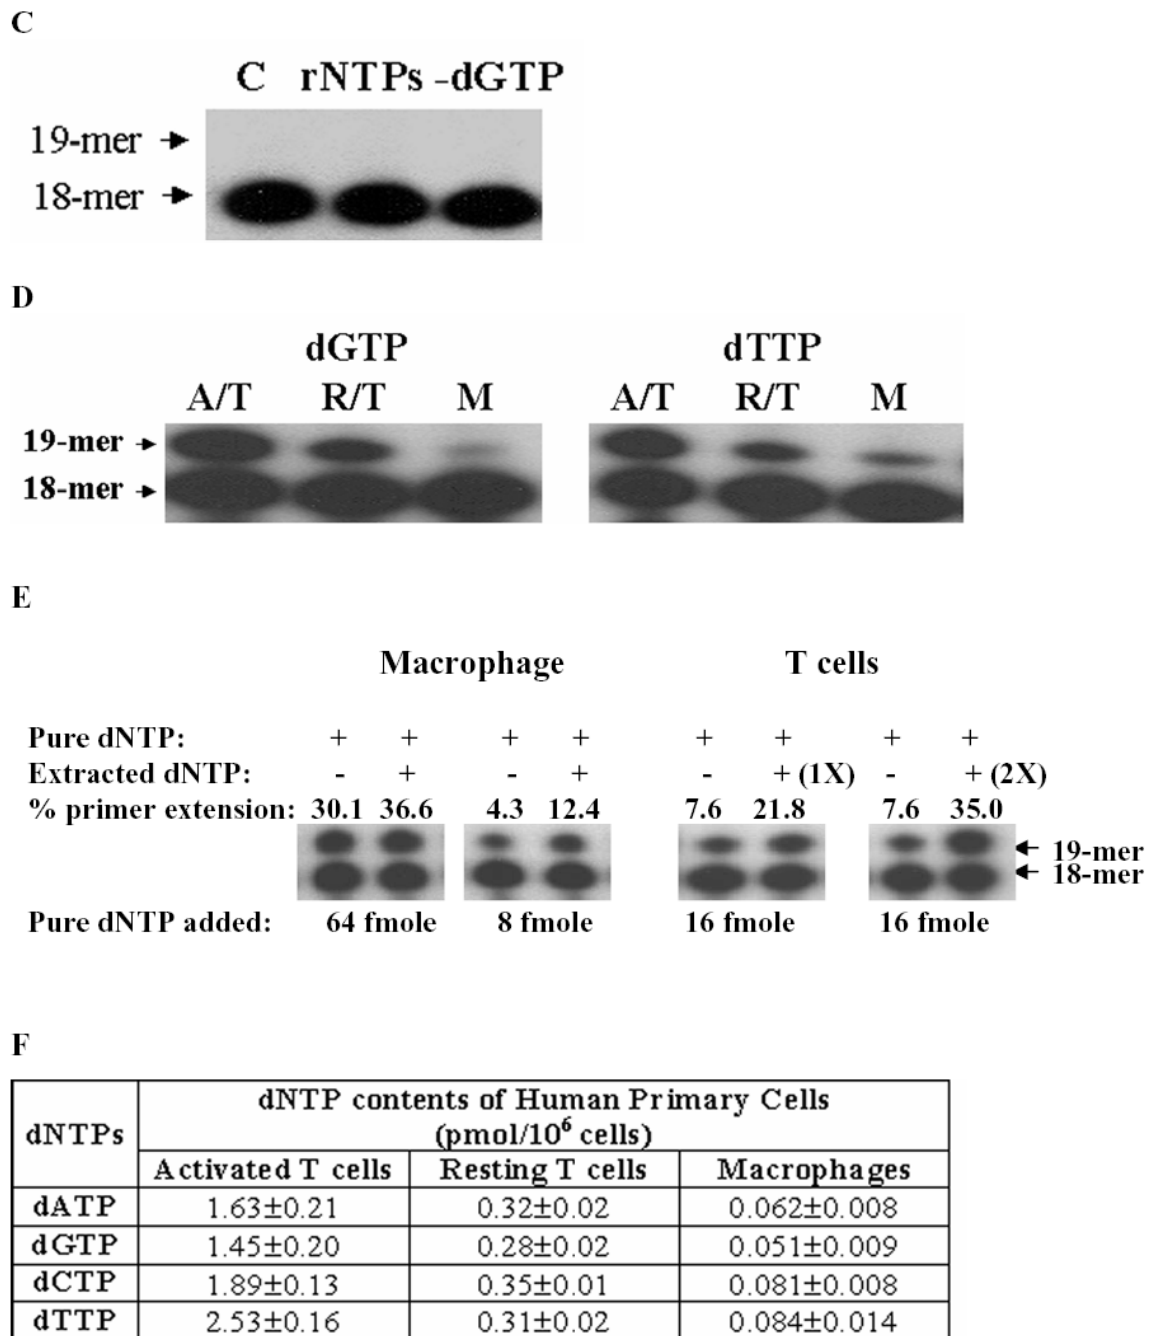 C
C rNTPs -dGTP
19-mer
18-mer
D
dGTP dTTP
A/T R/T M A/T R/T M
19-mer
18-mer
E
Macrophage T cells
Pure dNTP: + + + + + + + +
Extracted dNTP: - + - + - + (1X) - + (2X)
% primer extension: 30.1 36.6 4.3 12.4 7.6 21.8 7.6 35.0
19-mer
18-mer
Pure dNTP added: 64 fmole 8 fmole 16 fmole 16 fmole
F
dNTPs
dNTP contents of Human Primary Cells
(pmol/10⁶ cells)
Activated T cells Resting T cells Macrophages
dATP 1.63±0.21 0.32±0.02 0.062±0.008
dGTP 1.45±0.20 0.28±0.02 0.051±0.009
dCTP 1.89±0.13 0.35±0.01 0.081±0.008
dTTP 2.53±0.16 0.31±0.02 0.084±0.014